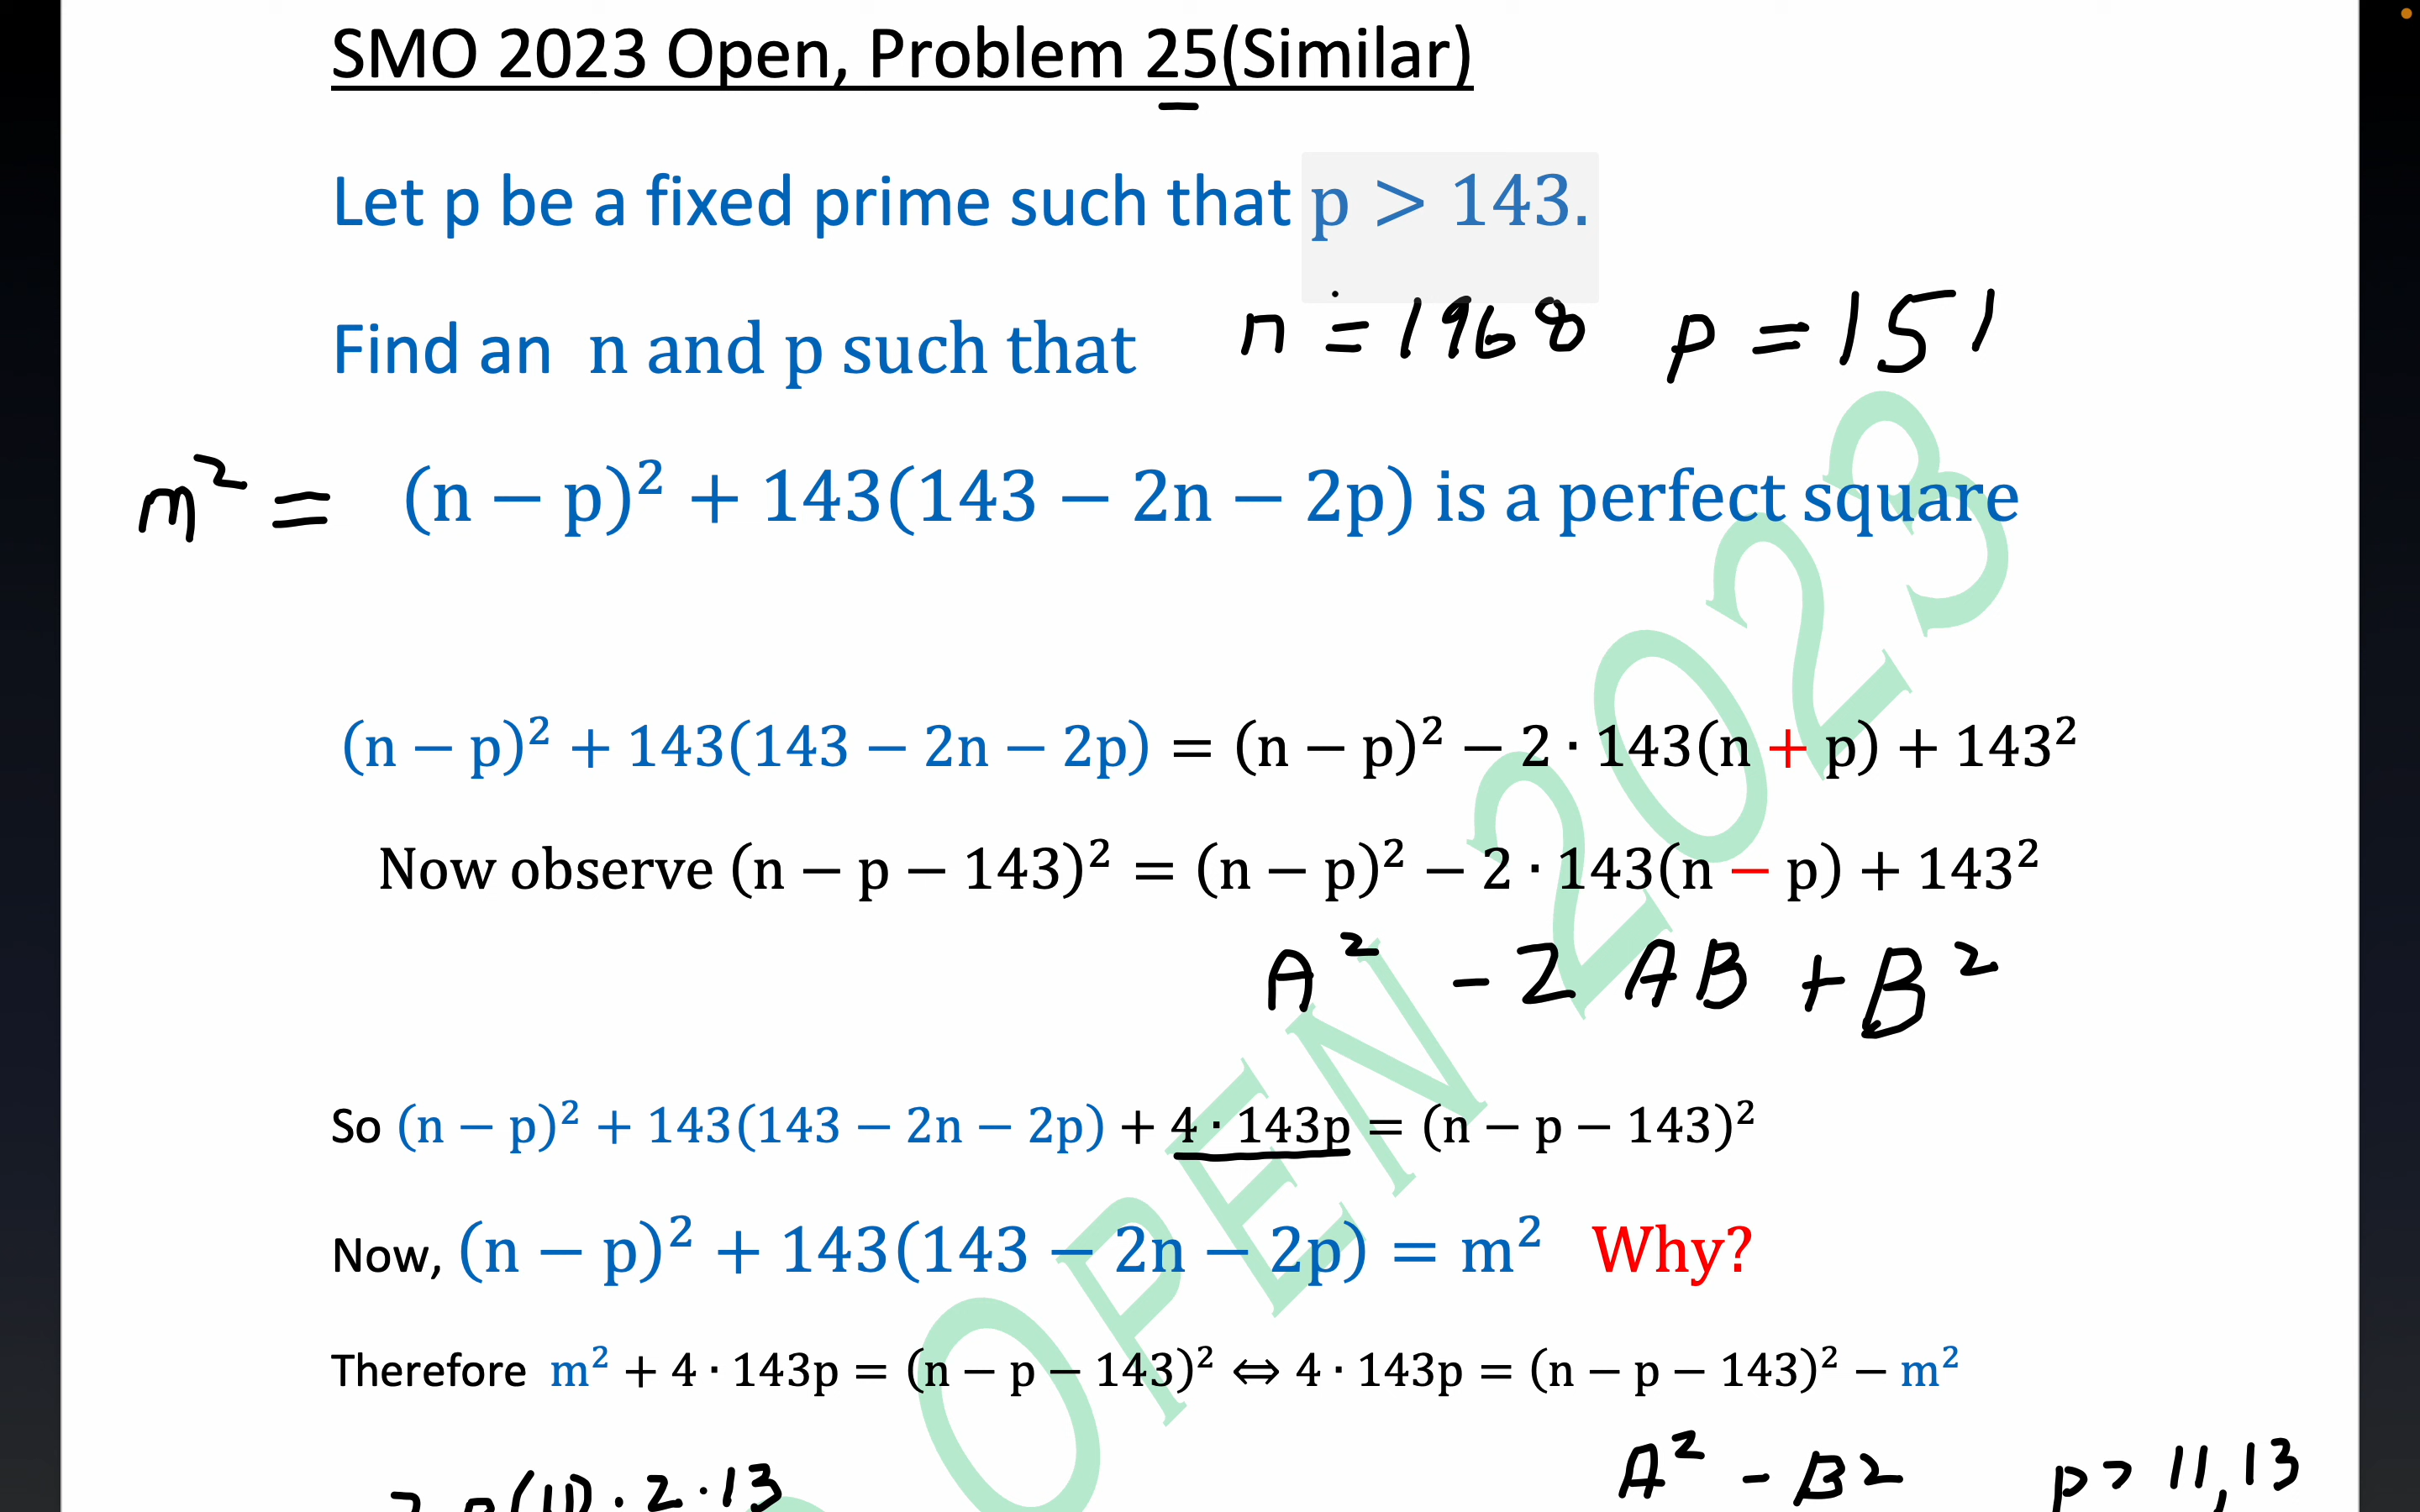 SMO 2023 Open, Problem 25(Similar)
Let p be a fixed prime such that p > 143.
Find an n and p such that n = 1968 p = 151
m² = (n − p)² + 143(143 − 2n − 2p) is a perfect square
(n − p)² + 143(143 − 2n − 2p) = (n − p)² − 2 · 143(n + p) + 143²
Now observe (n − p − 143)² = (n − p)² − 2 · 143(n − p) + 143²
A² - 2 AB + B²
So (n − p)² + 143(143 − 2n − 2p) + 4 · 143p = (n − p − 143)²
Now, (n − p)² + 143(143 − 2n − 2p) = m² Why?
Therefore m² + 4 · 143p = (n − p − 143)² ⇔ 4 · 143p = (n − p − 143)² − m²
A² - B² p > 11, 13
· 2 · 13
OPEN 2023